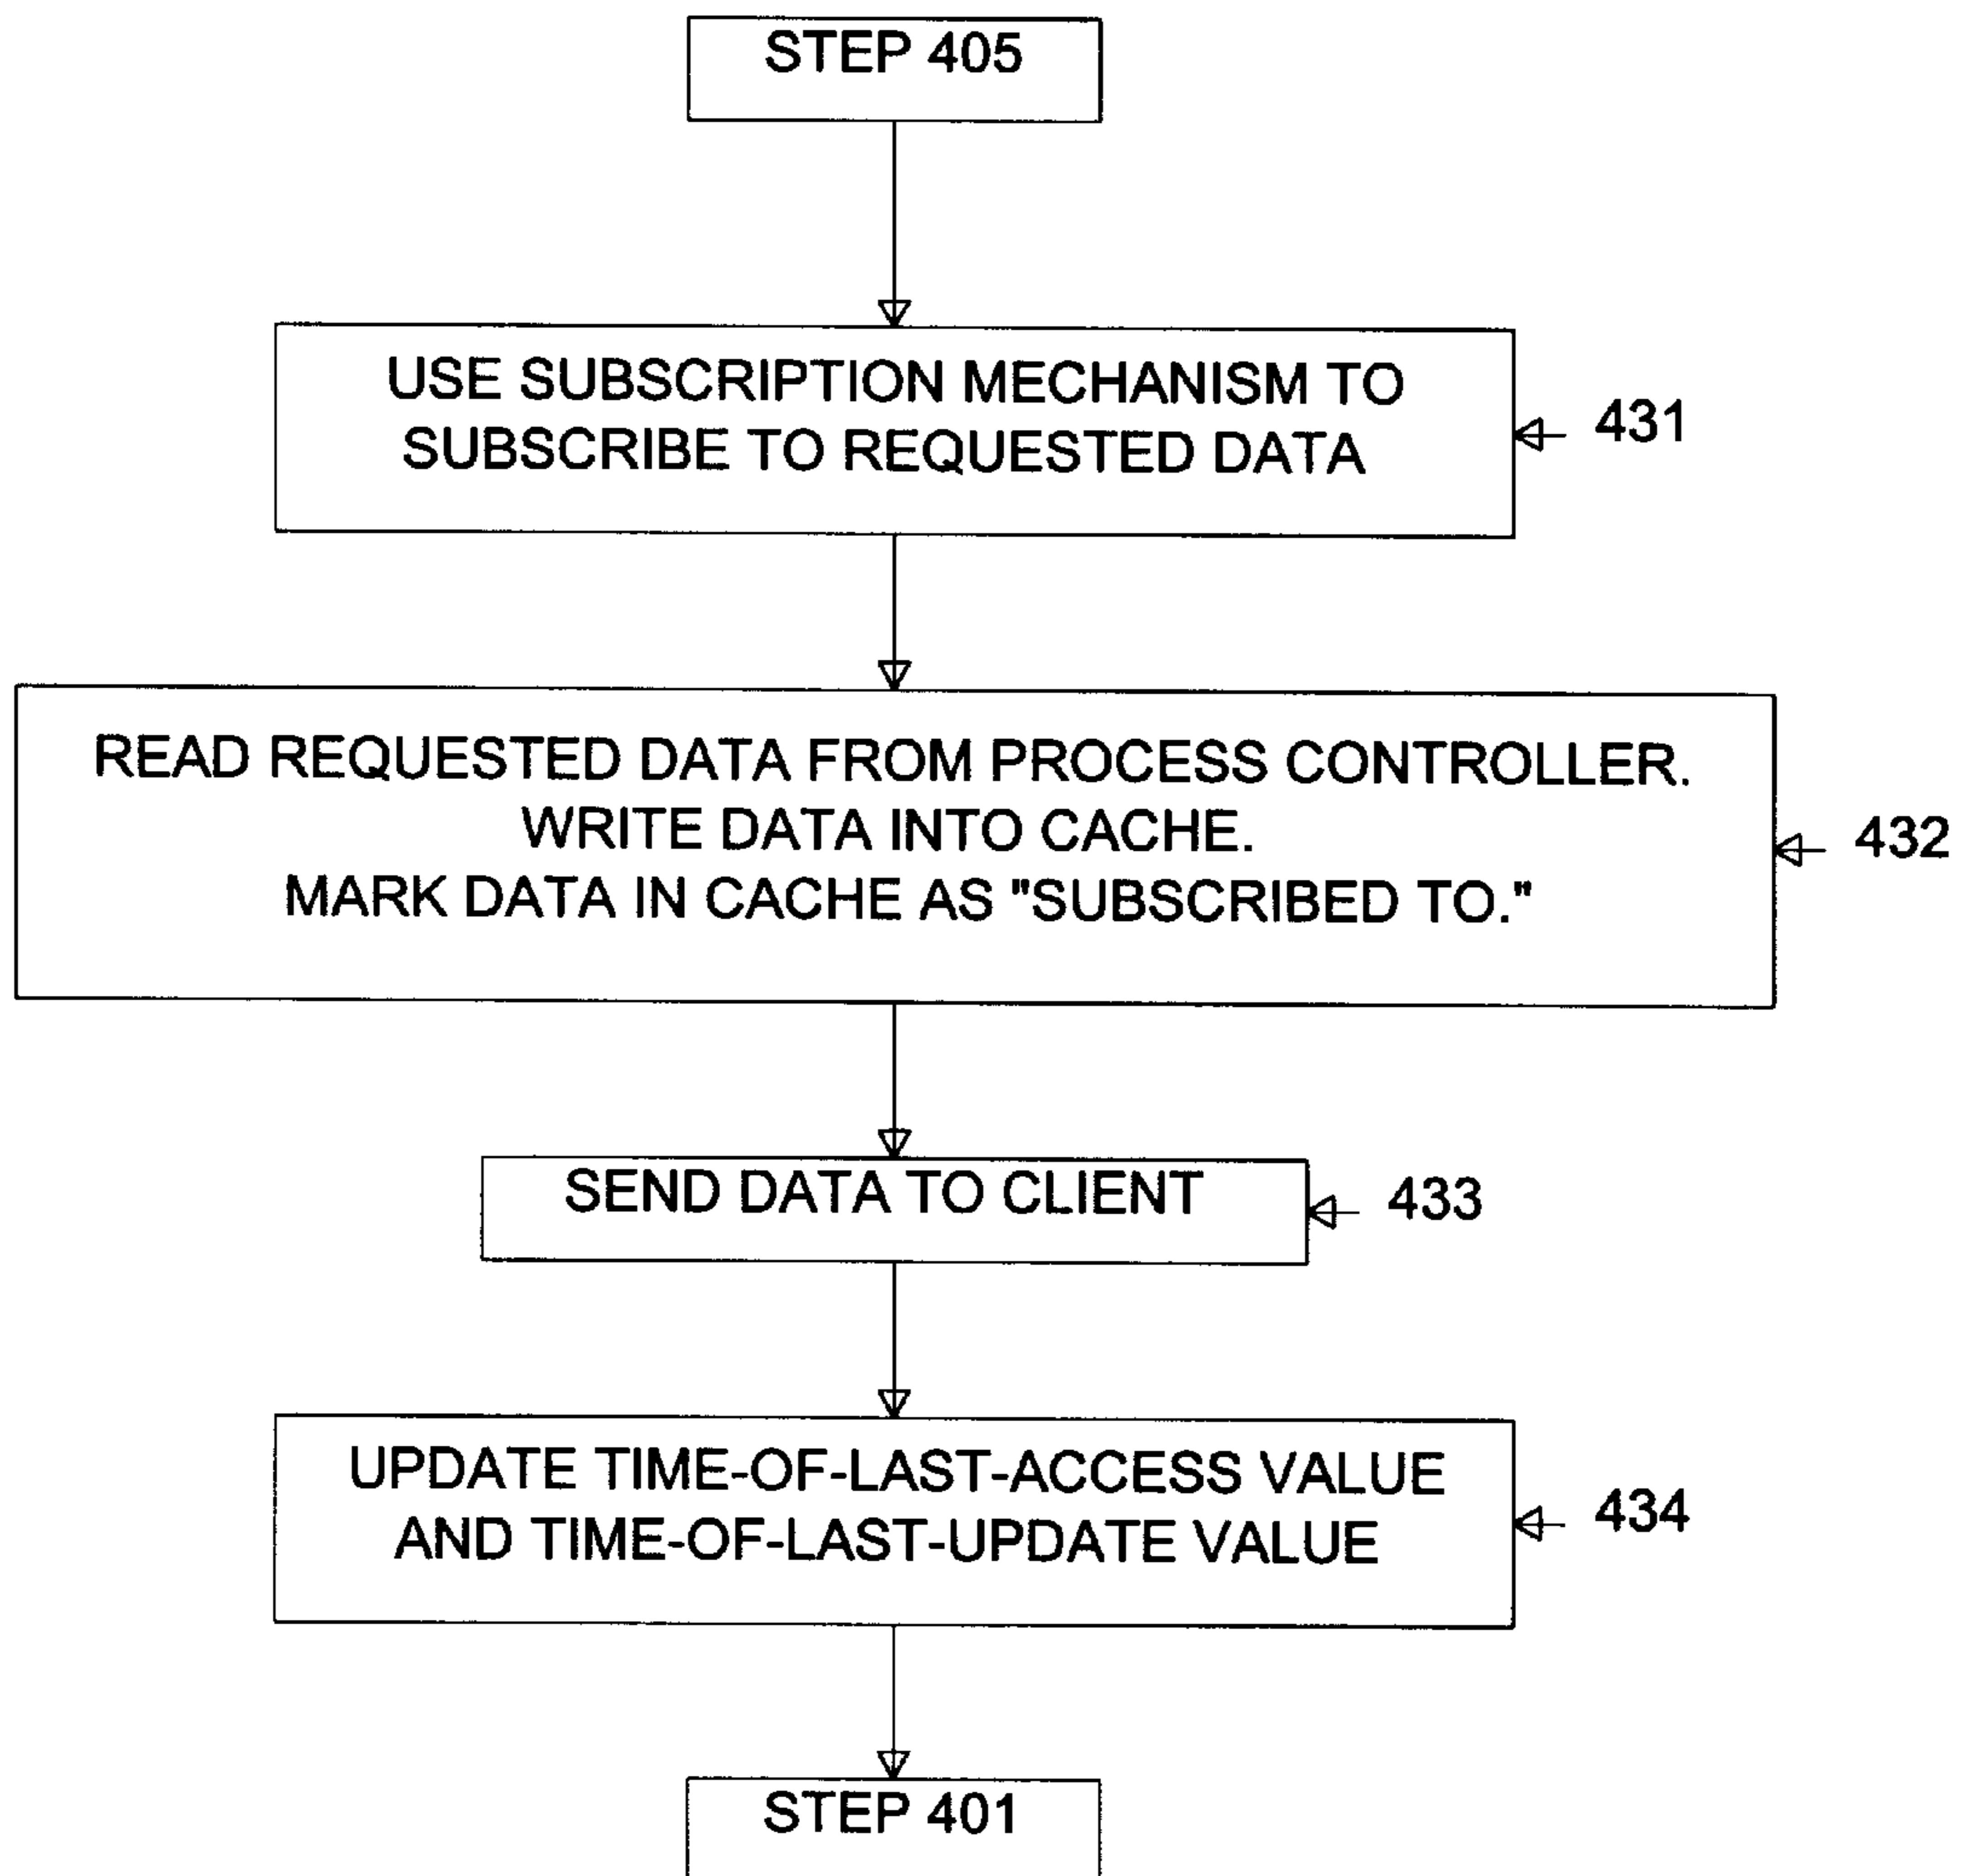 STEP 405
USE SUBSCRIPTION MECHANISM TO
SUBSCRIBE TO REQUESTED DATA
431
READ REQUESTED DATA FROM PROCESS CONTROLLER.
WRITE DATA INTO CACHE.
MARK DATA IN CACHE AS "SUBSCRIBED TO."
432
SEND DATA TO CLIENT
433
UPDATE TIME-OF-LAST-ACCESS VALUE
AND TIME-OF-LAST-UPDATE VALUE
434
STEP 401